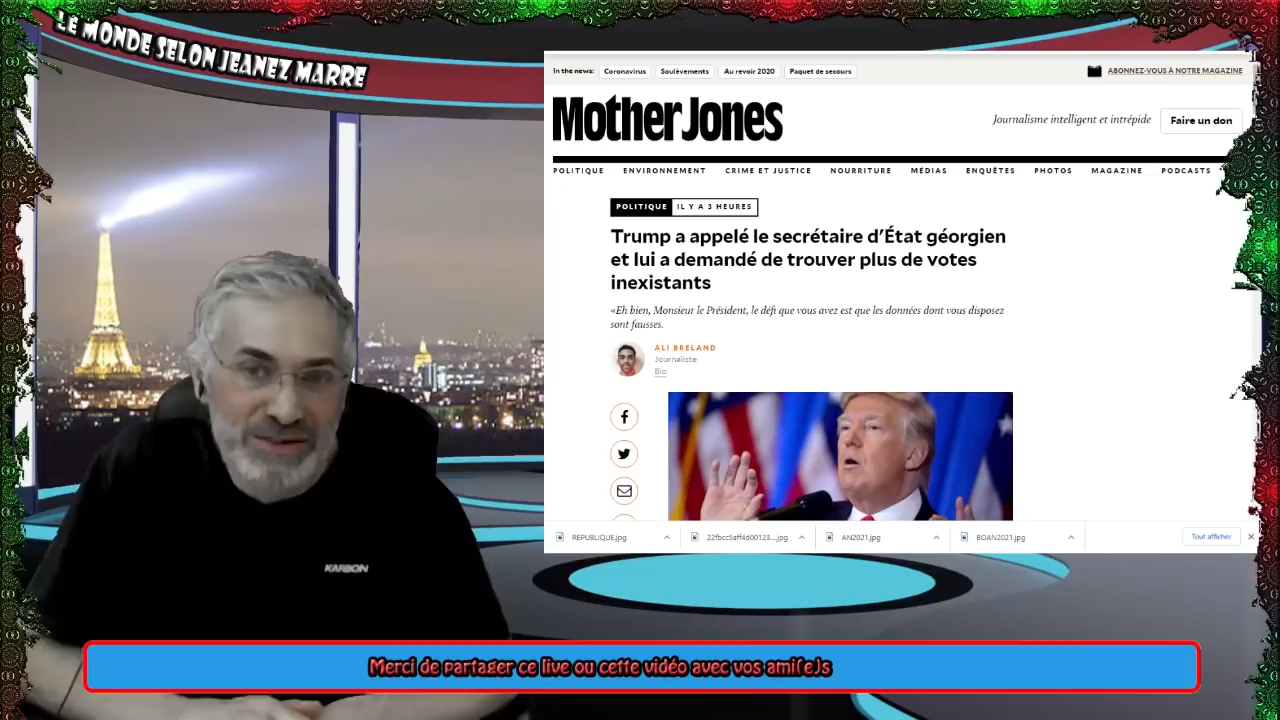 LE MONDE SELON JEANEZ MARRE
In the news: Coronavirus Soulèvements Au revoir 2020 Paquet de secours
ABONNEZ-VOUS À NOTRE MAGAZINE
Mother Jones
Journalisme intelligent et intrépide
Faire un don
POLITIQUE ENVIRONNEMENT CRIME ET JUSTICE NOURRITURE MÉDIAS ENQUÊTES PHOTOS MAGAZINE PODCASTS
POLITIQUE IL Y A 3 HEURES
Trump a appelé le secrétaire d'État géorgien
et lui a demandé de trouver plus de votes
inexistants
«Eh bien, Monsieur le Président, le défi que vous avez est que les données dont vous disposez
sont fausses.
ALI BRELAND
Journaliste
Bio
REPUBLIQUE.jpg 22fbcc5aff4d00123....jpg AN2021.jpg BOAN2021.jpg Tout afficher
KARBON
Merci de partager ce live ou cette vidéo avec vos ami(e)s